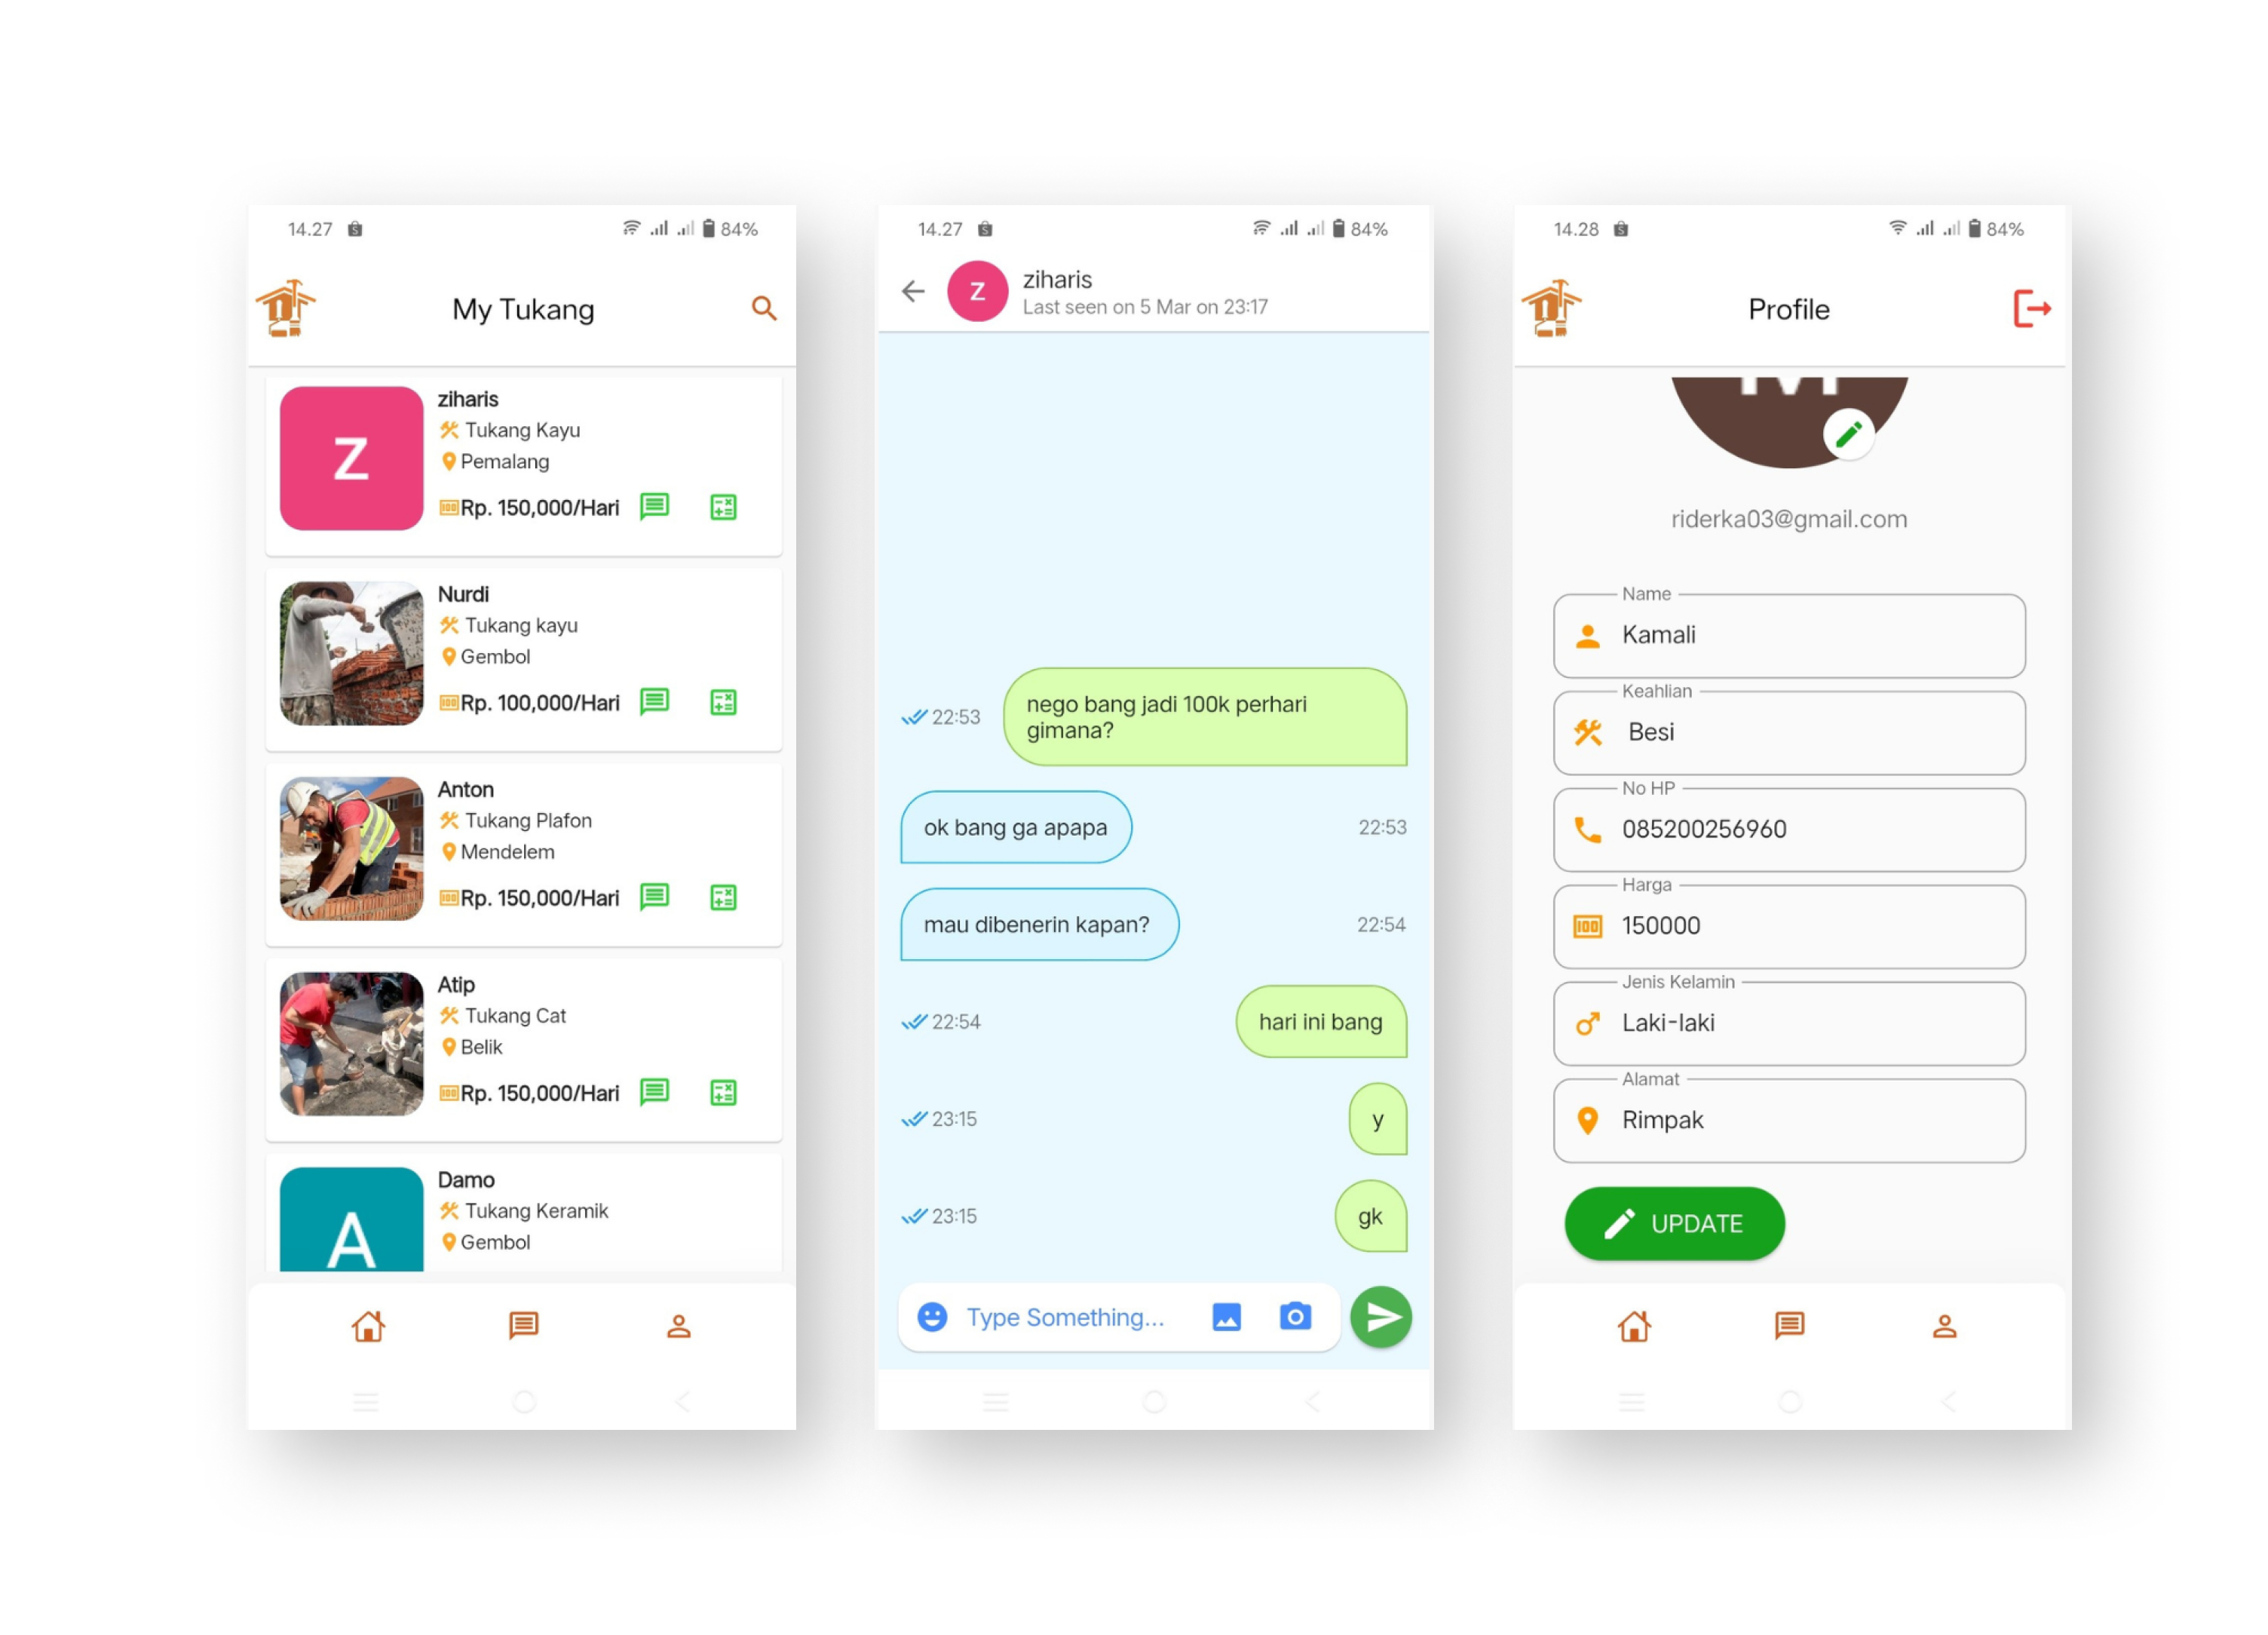 14.27
84%
My Tukang
Z
ziharis
Tukang Kayu
Pemalang
Rp. 150,000/Hari
Nurdi
Tukang kayu
Gembol
Rp. 100,000/Hari
Anton
Tukang Plafon
Mendelem
Rp. 150,000/Hari
Atip
Tukang Cat
Belik
Rp. 150,000/Hari
A
Damo
Tukang Keramik
Gembol
14.27
84%
Z
ziharis
Last seen on 5 Mar on 23:17
22:53
nego bang jadi 100k perhari
gimana?
ok bang ga apapa
22:53
mau dibenerin kapan?
22:54
22:54
hari ini bang
23:15
y
23:15
gk
Type Something...
14.28
84%
Profile
riderka03@gmail.com
Name
Kamali
Keahlian
Besi
No HP
085200256960
Harga
100
150000
Jenis Kelamin
Laki-laki
Alamat
Rimpak
UPDATE